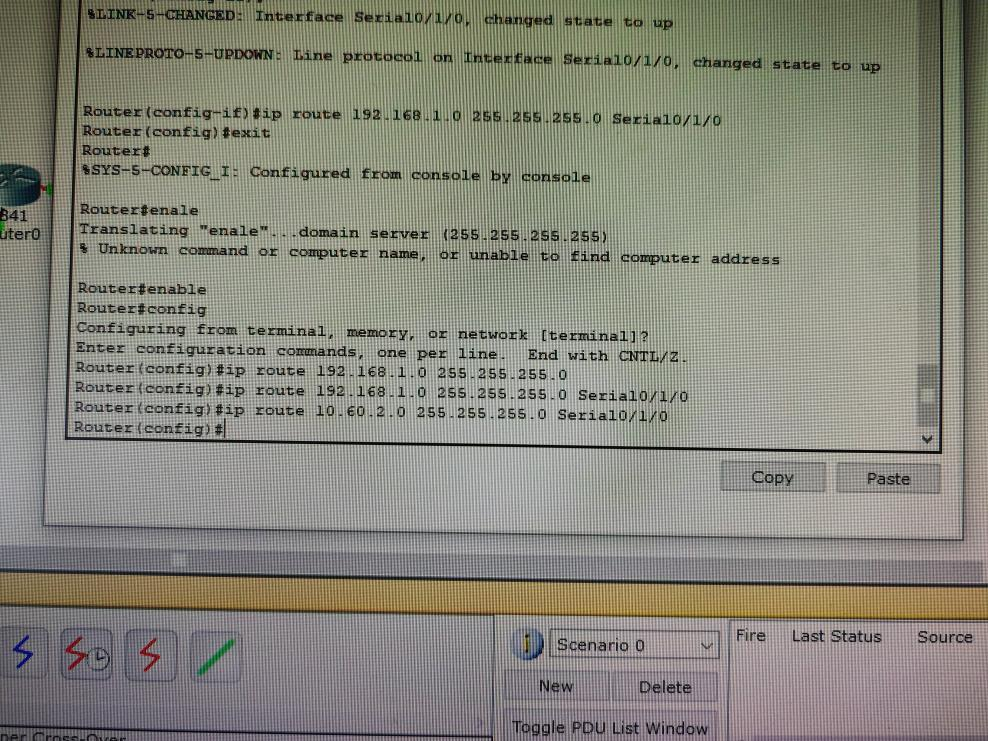 %LINK-5-CHANGED: Interface Serial0/1/0, changed state to up
%LINEPROTO-5-UPDOWN: Line protocol on Interface Serial0/1/0, changed state to up
Router(config-if)#ip route 192.168.1.0 255.255.255.0 Serial0/1/0
Router(config)#exit
Router#
%SYS-5-CONFIG_I: Configured from console by console
Router#enale
Translating "enale"...domain server (255.255.255.255)
% Unknown command or computer name, or unable to find computer address
Router#enable
Router#config
Configuring from terminal, memory, or network [terminal]?
Enter configuration commands, one per line.  End with CNTL/Z.
Router(config)#ip route 192.168.1.0 255.255.255.0
Router(config)#ip route 192.168.1.0 255.255.255.0 Serial0/1/0
Router(config)#ip route 10.60.2.0 255.255.255.0 Serial0/1/0
Router(config)#
841
uter0
Copy
Paste
Scenario 0
Fire
Last Status
Source
New
Delete
Toggle PDU List Window
per Cross-Over